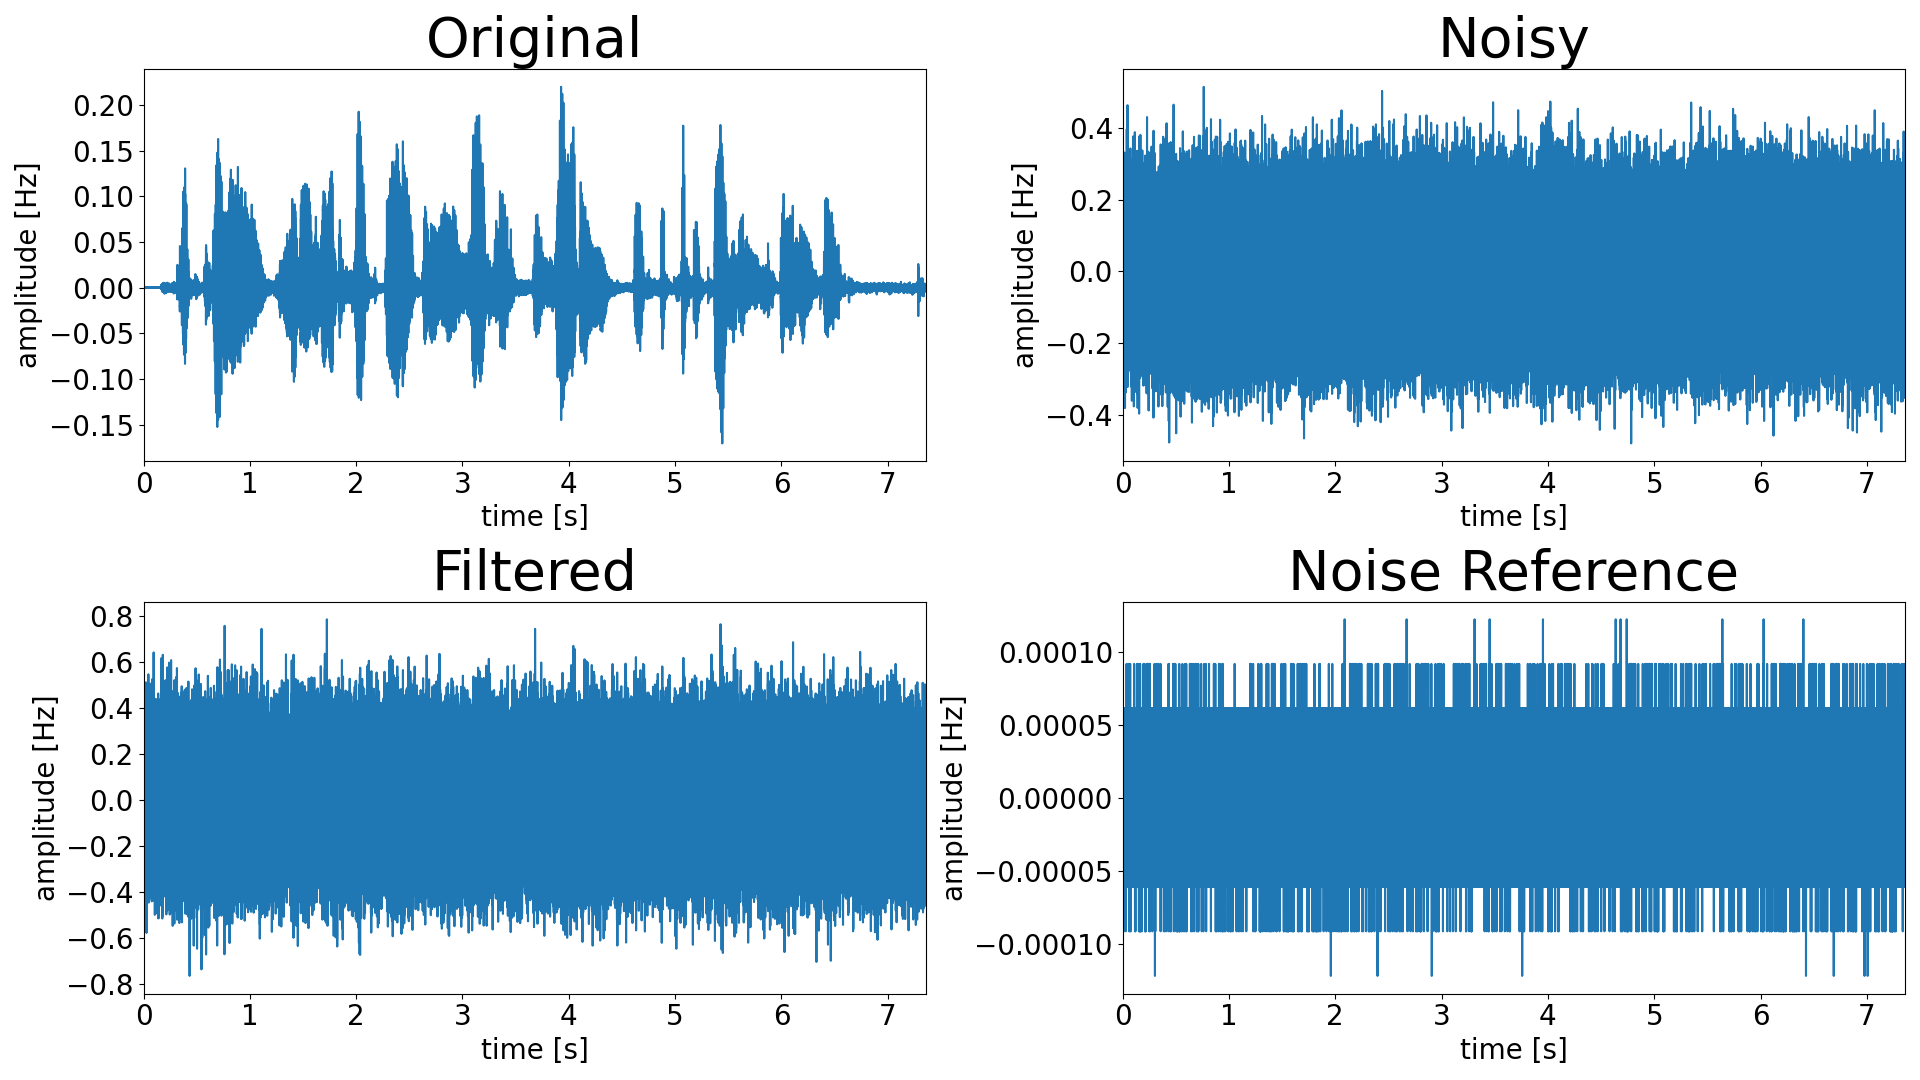 Original
amplitude [Hz]
0.20
0.15
0.10
0.05
0.00
−0.05
−0.10
−0.15
0 1 2 3 4 5 6 7
time [s]
Noisy
amplitude [Hz]
0.4
0.2
0.0
−0.2
−0.4
0 1 2 3 4 5 6 7
time [s]
Filtered
amplitude [Hz]
0.8
0.6
0.4
0.2
0.0
−0.2
−0.4
−0.6
−0.8
0 1 2 3 4 5 6 7
time [s]
Noise Reference
amplitude [Hz]
0.00010
0.00005
0.00000
−0.00005
−0.00010
0 1 2 3 4 5 6 7
time [s]